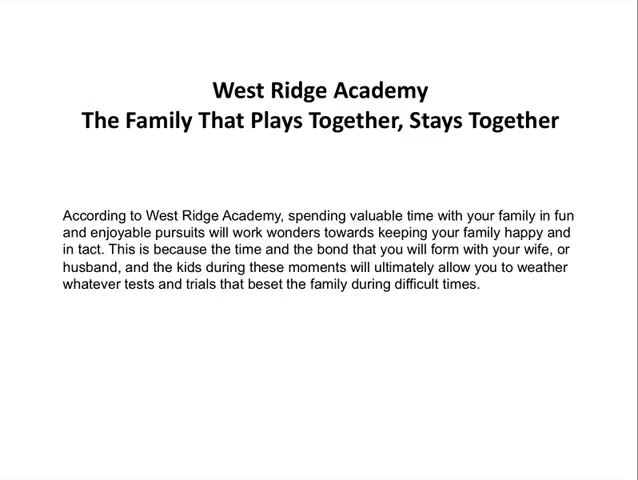 West Ridge Academy
The Family That Plays Together, Stays Together
According to West Ridge Academy, spending valuable time with your family in fun
and enjoyable pursuits will work wonders towards keeping your family happy and
in tact. This is because the time and the bond that you will form with your wife, or
husband, and the kids during these moments will ultimately allow you to weather
whatever tests and trials that beset the family during difficult times.